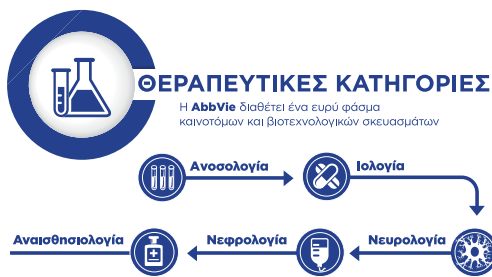 ΘΕΡΑΠΕΥΤΙΚΕΣ ΚΑΤΗΓΟΡΙΕΣ
Η AbbVie διαθέτει ένα ευρύ φάσμα
καινοτόμων και βιοτεχνολογικών σκευασμάτων
Ανοσολογία
Ιολογία
Αναισθησιολογία
Νεφρολογία
Νευρολογία